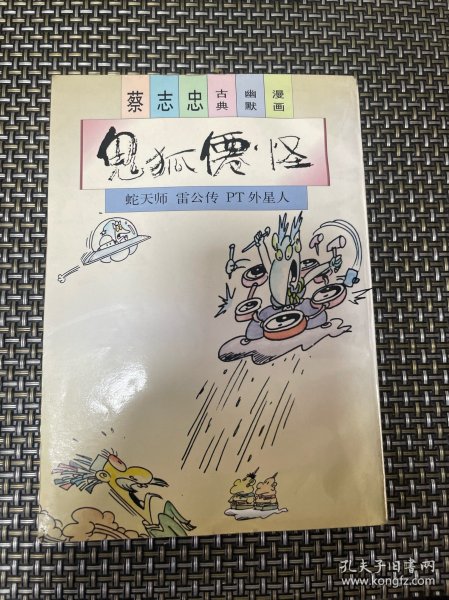 蔡志忠古典幽默漫画
鬼狐僊怪
蛇天师 雷公传 PT外星人
孔夫子旧书网
www.kongfz.com